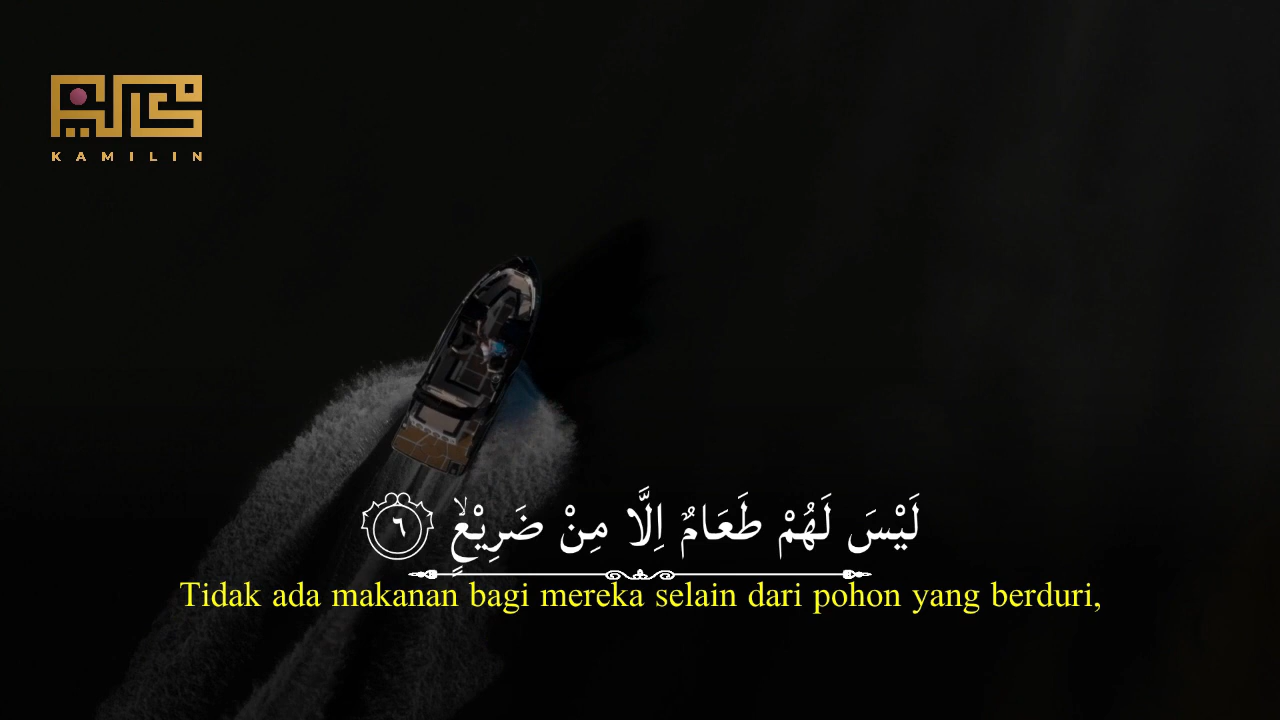 KAMILIN
لَيْسَ لَهُمْ طَعَامٌ اِلَّا مِنْ ضَرِيْعٍۙ ٦
Tidak ada makanan bagi mereka selain dari pohon yang berduri,